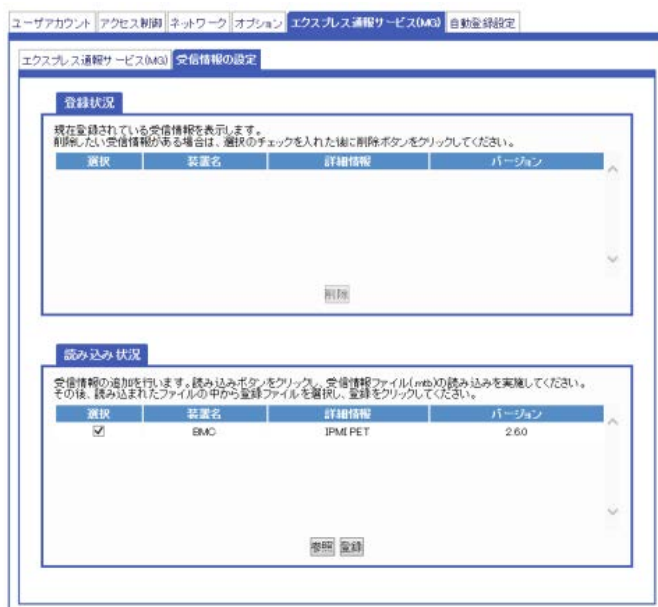 ユーザアカウント アクセス制御 ネットワーク オプション エクスプレス通報サービス(MG) 自動登録設定
エクスプレス通報サービス(MG) 受信情報の設定
登録状況
現在登録されている受信情報を表示します。
削除したい受信情報がある場合は、選択のチェックを入れた後に削除ボタンをクリックしてください。
選択 装置名 詳細情報 バージョン
削除
読み込み状況
受信情報の追加を行います。読み込みボタンをクリックし、受信情報ファイル(mtb)の読み込みを実施してください。
その後、読み込まれたファイルの中から登録ファイルを選択し、登録をクリックしてください。
選択 装置名 詳細情報 バージョン
BMC IPMI PET 2.6.0
参照 登録